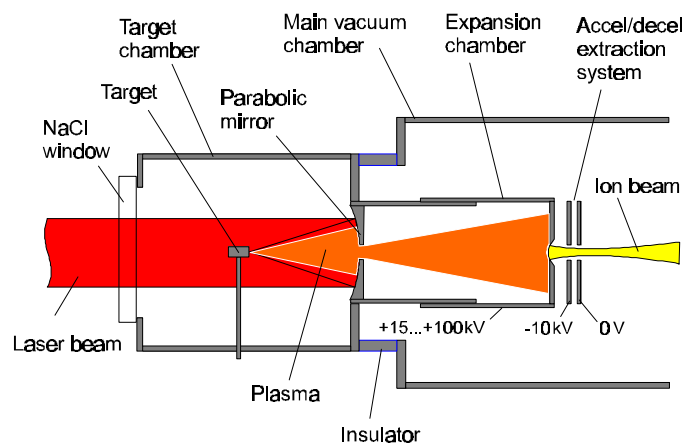 Target
chamber
Main vacuum
chamber
Expansion
chamber
Accel/decel
extraction
system
Target
Parabolic
mirror
NaCl
window
Ion beam
+15...+100kV
-10kV
0V
Laser beam
Plasma
Insulator